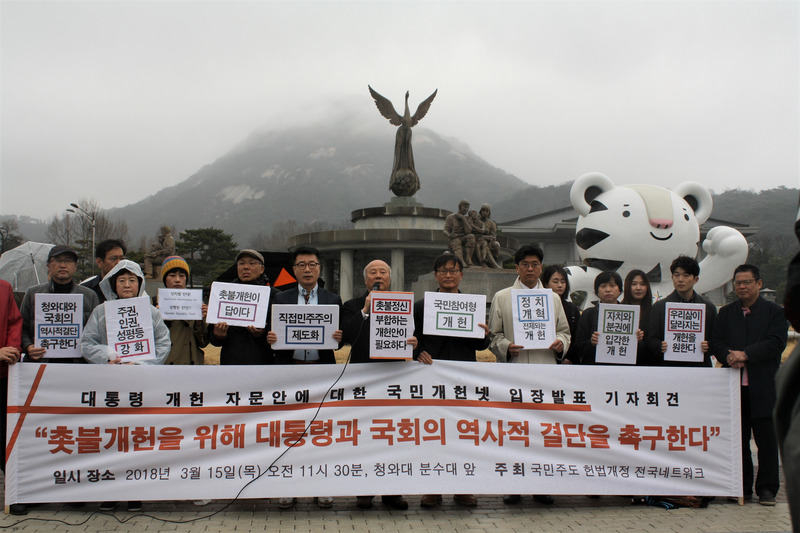 청와대와
국회의
역사적결단
촉구한다!
주권,
인권,
성평등
강화
촛불개헌이
답이다
직접민주주의
제도화
촛불정신
부합하는
개헌안이
필요하다
국민참여형
개헌
정치개혁
전제되는
개헌
자치와
분권에
입각한
개헌
우리삶이
달라지는
개헌을
원한다.
대통령 개헌 자문안에 대한 국민개헌넷 입장발표 기자회견
“촛불개헌을 위해 대통령과 국회의 역사적 결단을 촉구한다”
일시 장소 2018년 3월 15일(목) 오전 11시 30분, 청와대 분수대 앞 주최 국민주도 헌법개정 전국네트워크